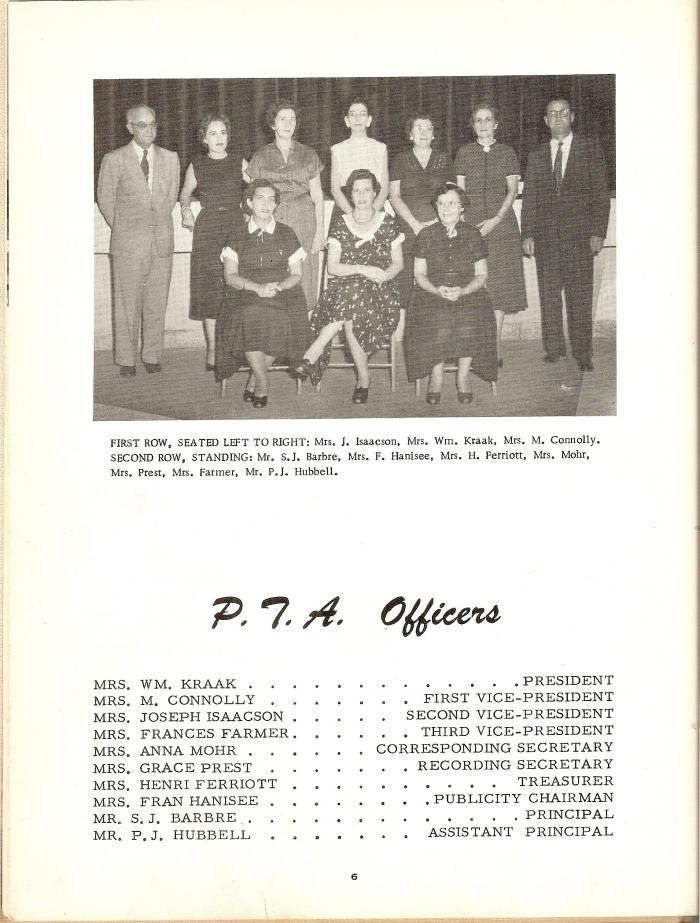 FIRST ROW, SEATED LEFT TO RIGHT: Mrs. J. Isaacson, Mrs. Wm. Kraak, Mrs. M. Connolly.
SECOND ROW, STANDING: Mr. S.J. Barbre, Mrs. F. Hanisee, Mrs. H. Ferriott, Mrs. Mohr,
Mrs. Prest, Mrs. Farmer, Mr. P.J. Hubbell.
P.T.A. Officers
MRS. WM. KRAAK . . . . . . . . . . . . . PRESIDENT
MRS. M. CONNOLLY . . . . . . . FIRST VICE-PRESIDENT
MRS. JOSEPH ISAACSON . . . . . SECOND VICE-PRESIDENT
MRS. FRANCES FARMER . . . . . . THIRD VICE-PRESIDENT
MRS. ANNA MOHR . . . . . . CORRESPONDING SECRETARY
MRS. GRACE PREST . . . . . . . RECORDING SECRETARY
MRS. HENRI FERRIOTT . . . . . . . . . . TREASURER
MRS. FRAN HANISEE . . . . . . . . PUBLICITY CHAIRMAN
MR. S.J. BARBRE . . . . . . . . . . . . . PRINCIPAL
MR. P.J. HUBBELL . . . . . . . ASSISTANT PRINCIPAL
6